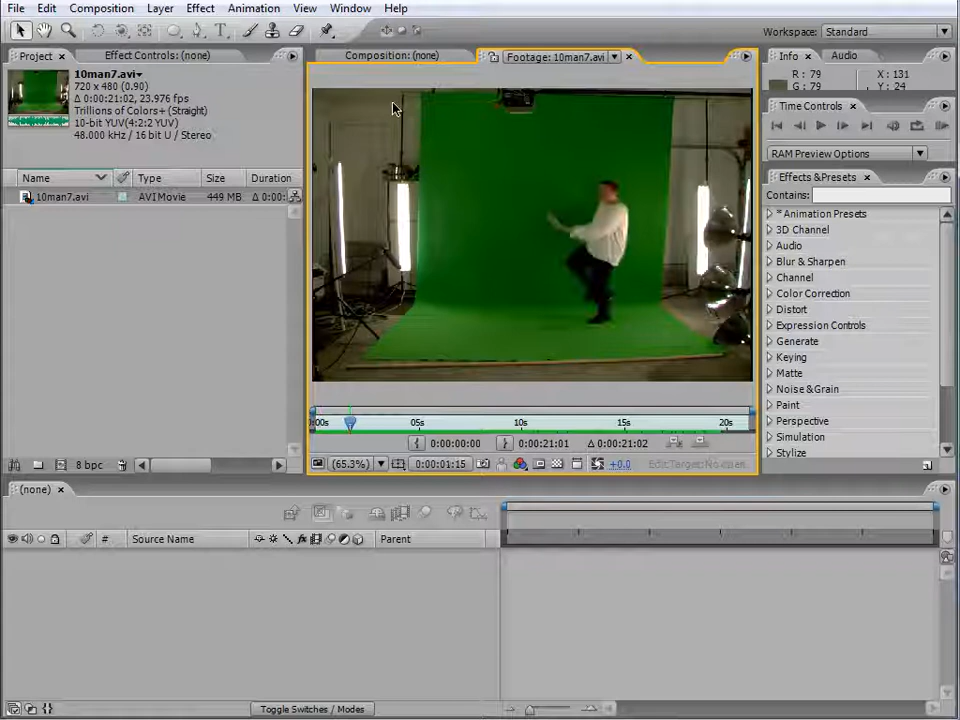 File Edit Composition Layer Effect Animation View Window Help
Workspace: Standard
Project Effect Controls: (none) Composition: (none) Footage: 10man7.avi Info Audio
10man7.avi
720 x 480 (0.90)
Δ 0:00:21:02, 23.976 fps
Trillions of Colors+ (Straight)
10-bit YUV(4:2:2 YUV)
48.000 kHz / 16 bit U / Stereo
R : 79 X : 131
G : 79 Y : 24
Time Controls
RAM Preview Options
Name Type Size Duration
10man7.avi AVI Movie 449 MB Δ 0:00:
Effects & Presets
Contains:
* Animation Presets
3D Channel
Audio
Blur & Sharpen
Channel
Color Correction
Distort
Expression Controls
Generate
Keying
Matte
Noise & Grain
Paint
Perspective
Simulation
Stylize
:00s 05s 10s 15s 20s
0:00:00:00 0:00:21:01 Δ 0:00:21:02
8 bpc
(65.3%) 0:00:01:15 +0.0
(none)
# Source Name Parent
Toggle Switches / Modes